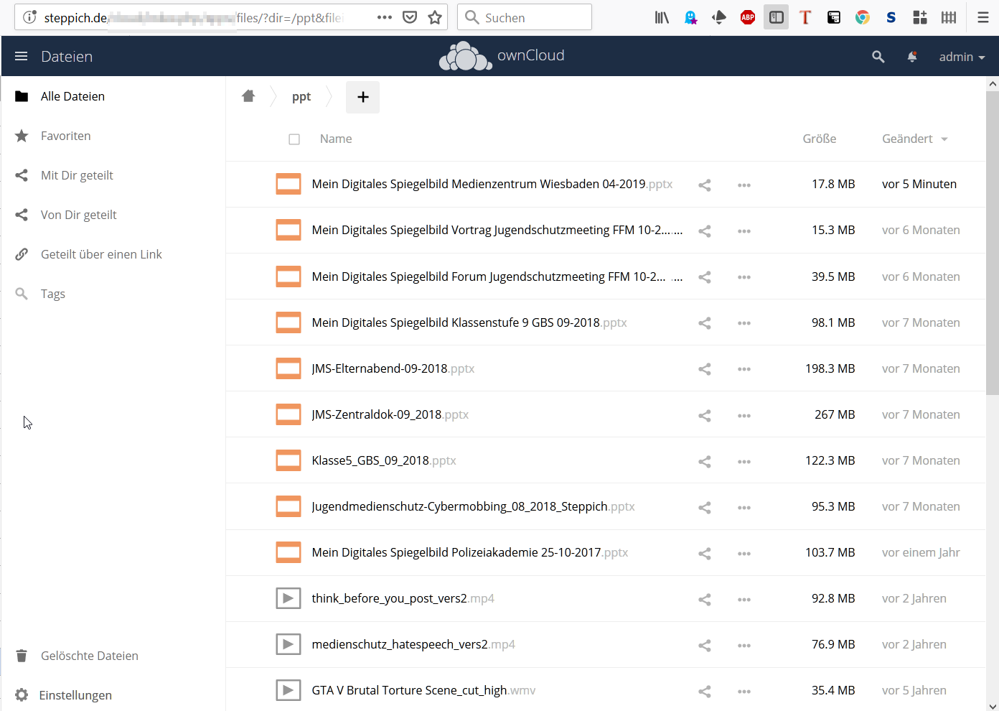 steppich.de/ files/?dir=/ppt&file
Suchen
ABP
T
S
Dateien
ownCloud
admin
Alle Dateien
Favoriten
Mit Dir geteilt
Von Dir geteilt
Geteilt über einen Link
Tags
Gelöschte Dateien
Einstellungen
ppt
+
Name Größe Geändert
Mein Digitales Spiegelbild Medienzentrum Wiesbaden 04-2019.pptx 17.8 MB vor 5 Minuten
Mein Digitales Spiegelbild Vortrag Jugendschutzmeeting FFM 10-2... ... 15.3 MB vor 6 Monaten
Mein Digitales Spiegelbild Forum Jugendschutzmeeting FFM 10-2... ... 39.5 MB vor 6 Monaten
Mein Digitales Spiegelbild Klassenstufe 9 GBS 09-2018.pptx 98.1 MB vor 7 Monaten
JMS-Elternabend-09-2018.pptx 198.3 MB vor 7 Monaten
JMS-Zentraldok-09_2018.pptx 267 MB vor 7 Monaten
Klasse5_GBS_09_2018.pptx 122.3 MB vor 7 Monaten
Jugendmedienschutz-Cybermobbing_08_2018_Steppich.pptx 95.3 MB vor 7 Monaten
Mein Digitales Spiegelbild Polizeiakademie 25-10-2017.pptx 103.7 MB vor einem Jahr
think_before_you_post_vers2.mp4 92.8 MB vor 2 Jahren
medienschutz_hatespeech_vers2.mp4 76.9 MB vor 2 Jahren
GTA V Brutal Torture Scene_cut_high.wmv 35.4 MB vor 5 Jahren